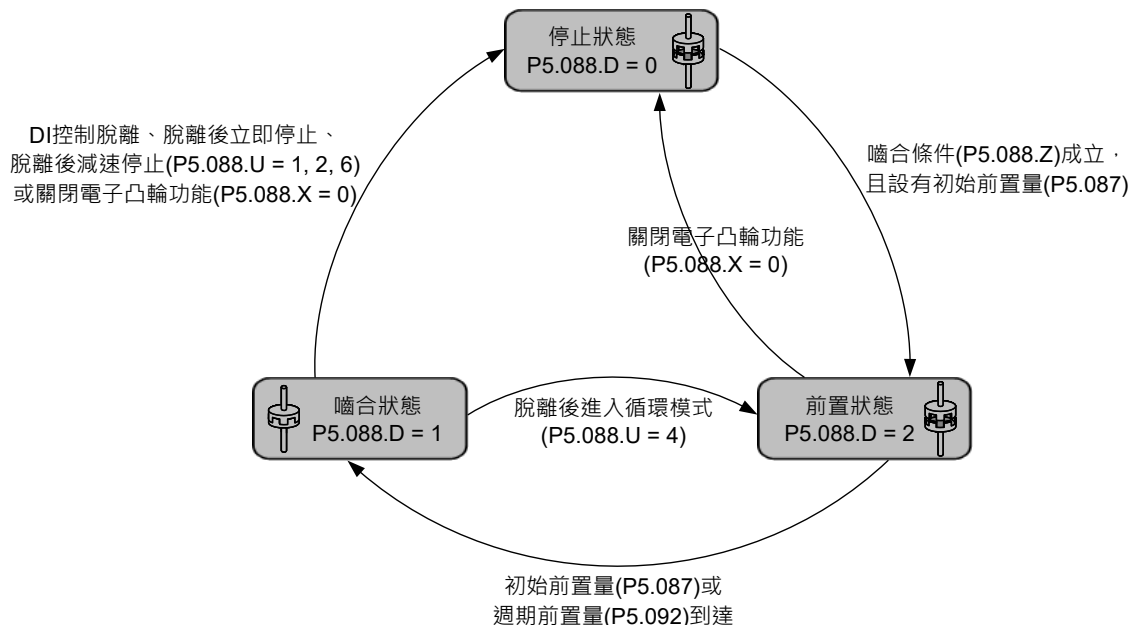 停止狀態
P5.088.D = 0
DI控制脫離、脫離後立即停止、
脫離後減速停止(P5.088.U = 1, 2, 6)
或關閉電子凸輪功能(P5.088.X = 0)
嚙合條件(P5.088.Z)成立，
且設有初始前置量(P5.087)
關閉電子凸輪功能
(P5.088.X = 0)
嚙合狀態
P5.088.D = 1
脫離後進入循環模式
(P5.088.U = 4)
前置狀態
P5.088.D = 2
初始前置量(P5.087)或
週期前置量(P5.092)到達